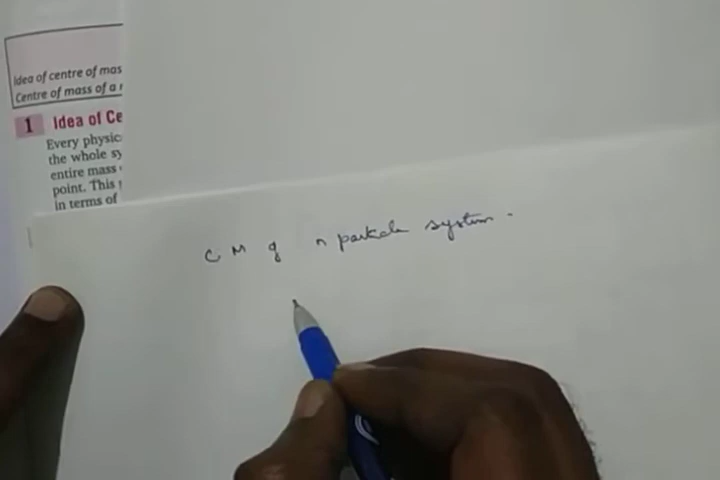 Idea of centre of mas
Centre of mass of a r
1 Idea of Ce
Every physic
the whole sy
entire mass
point. This
in terms of
C M of n particle system.